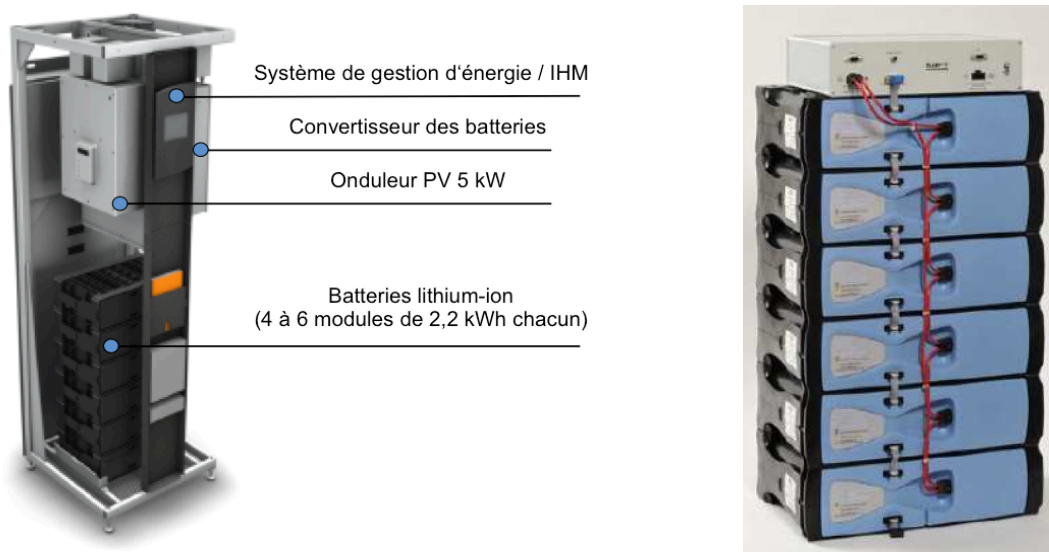 Système de gestion d'énergie / IHM
Convertisseur des batteries
Onduleur PV 5 kW
Batteries lithium-ion
(4 à 6 modules de 2,2 kWh chacun)